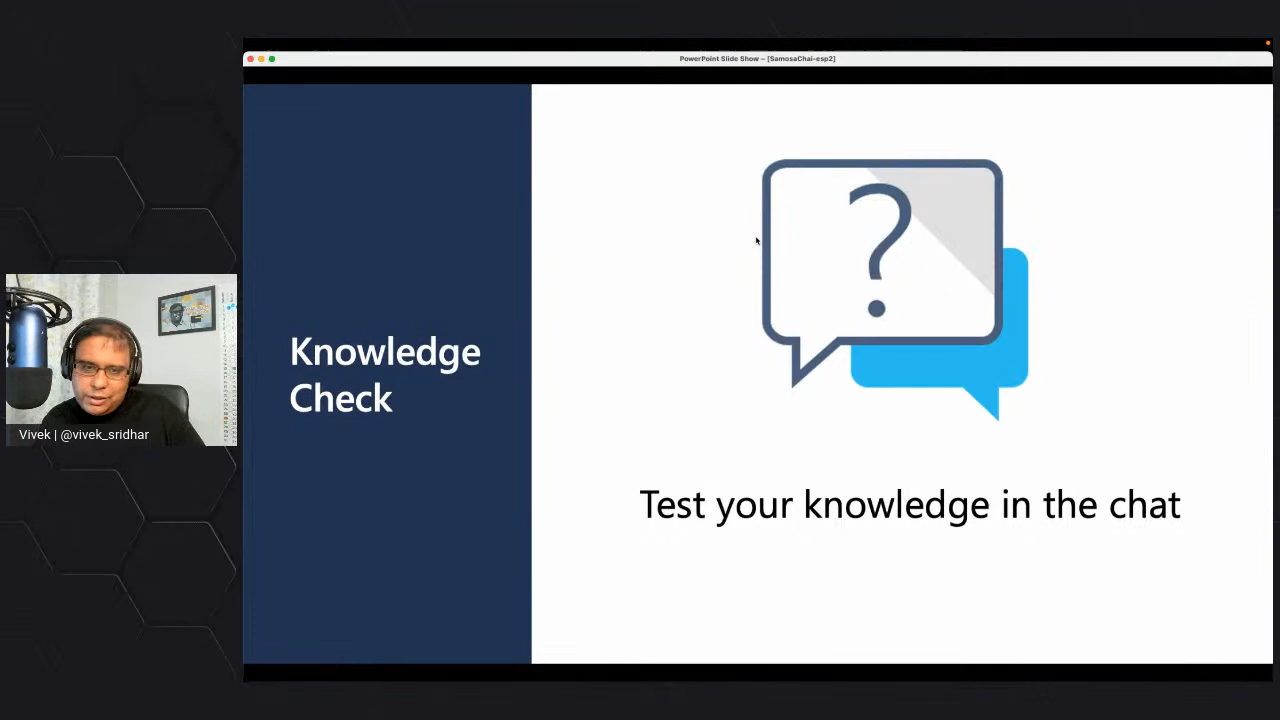 PowerPoint Slide Show – [SamosaChai-esp2]
?
Knowledge
Check
Test your knowledge in the chat
Vivek | @vivek_sridhar